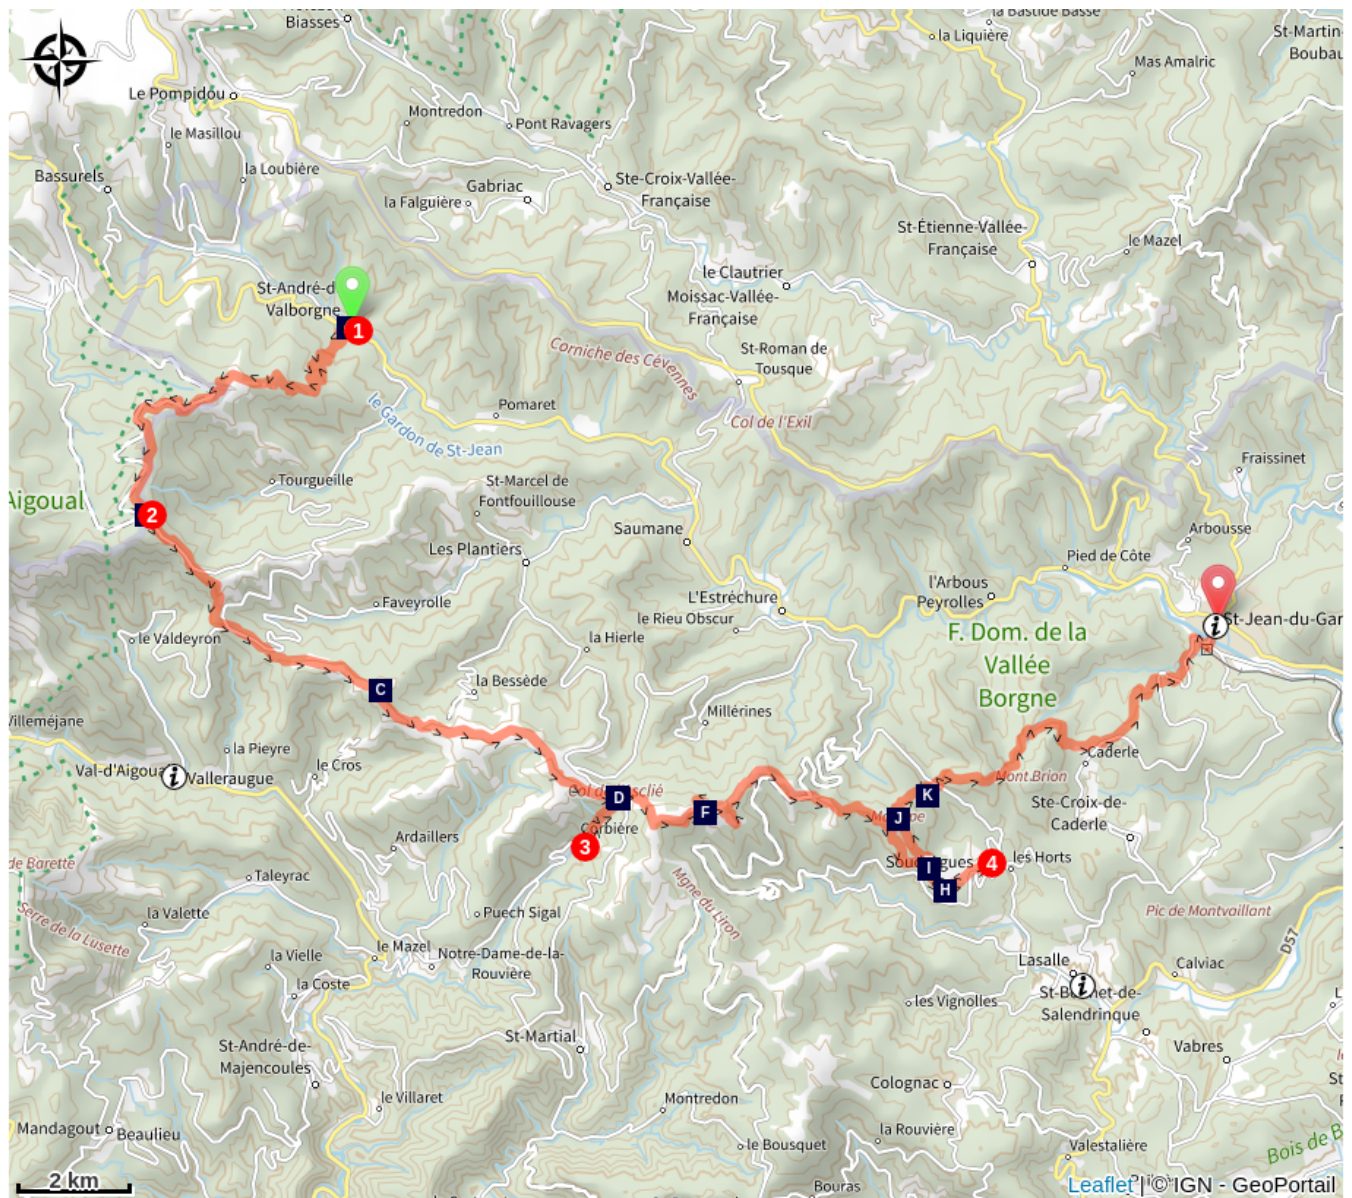 Biasses
la Bastide Basse
la Liquière
St-Martin-
Boubau
Mas Amalric
Le Pompidou
Montredon
Pont Ravagers
le Masillou
la Loubière
Bassurels
Gabriac
Ste-Croix-Vallée-
Française
la Falguière
St-Étienne-Vallée-
Française
le Mazel
le Clautrier
St-André-d
Valborgne
Moissac-Vallée-
Française
1
Corniche des Cévennes
St-Roman de
Tousque
le Gardon de St-Jean
Pomaret
Col de l'Exil
Fraissinet
Tourgueille
St-Marcel de
Fontfouillouse
Aigoual
2
Saumane
Arbousse
Les Plantiers
Pied de Côte
l'Arbous
Peyrolles
L'Estréchure
Faveyrolle
le Rieu Obscur
i
St-Jean-du-Gar
F. Dom. de la
Vallée
Borgne
le Valdeyron
la Hierle
la Bessède
C
Millérines
Villeméjane
la Pieyre
Caderle
Val-d'Aigoua
i
Valleraugue
le Cros
Mont Brion
D
K
F
J
Ste-Croix-de-
Caderle
Corbière
Ardaillers
3
4
les Horts
I
H
de Barette
Taleyrac
Mgne du Liron
Serre de la Lusette
la Valette
Puech Sigal
Pic de Montvaillant
D57
la Vielle
le Mazel
Notre-Dame-de-la-
Rouvière
Lasalle
Calviac
la Coste
i
St-Bonnet-de-
Salendrinque
les Vignolles
St-Martial
St-André-de-
Majencoules
Vabres
Colognac
St
le Villaret
Montredon
Mandagout
Beaulieu
la Rouvière
le Bousquet
Valestalière
Bois de B
2 km
Bouras
Leaflet | © IGN - GeoPortail